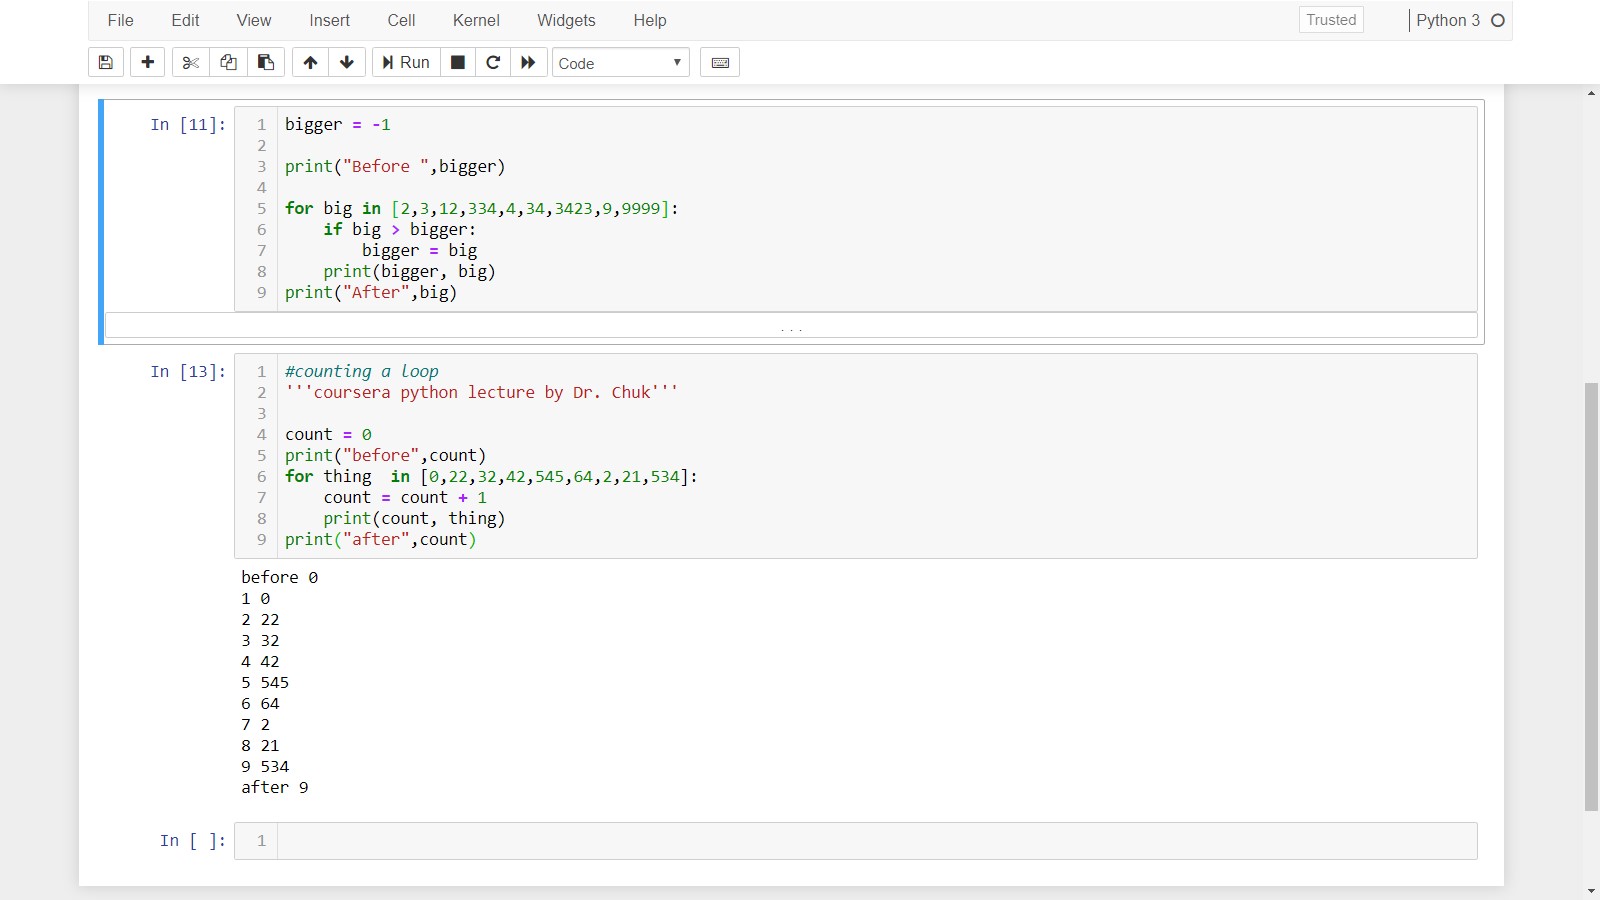 File Edit View Insert Cell Kernel Widgets Help Trusted Python 3
Run Code
In [11]:
1 bigger = -1
2
3 print("Before ",bigger)
4
5 for big in [2,3,12,334,4,34,3423,9,9999]:
6     if big > bigger:
7         bigger = big
8     print(bigger, big)
9 print("After",big)
...
In [13]:
1 #counting a loop
2 '''coursera python lecture by Dr. Chuk'''
3
4 count = 0
5 print("before",count)
6 for thing  in [0,22,32,42,545,64,2,21,534]:
7     count = count + 1
8     print(count, thing)
9 print("after",count)
before 0
1 0
2 22
3 32
4 42
5 545
6 64
7 2
8 21
9 534
after 9
In [ ]:
1